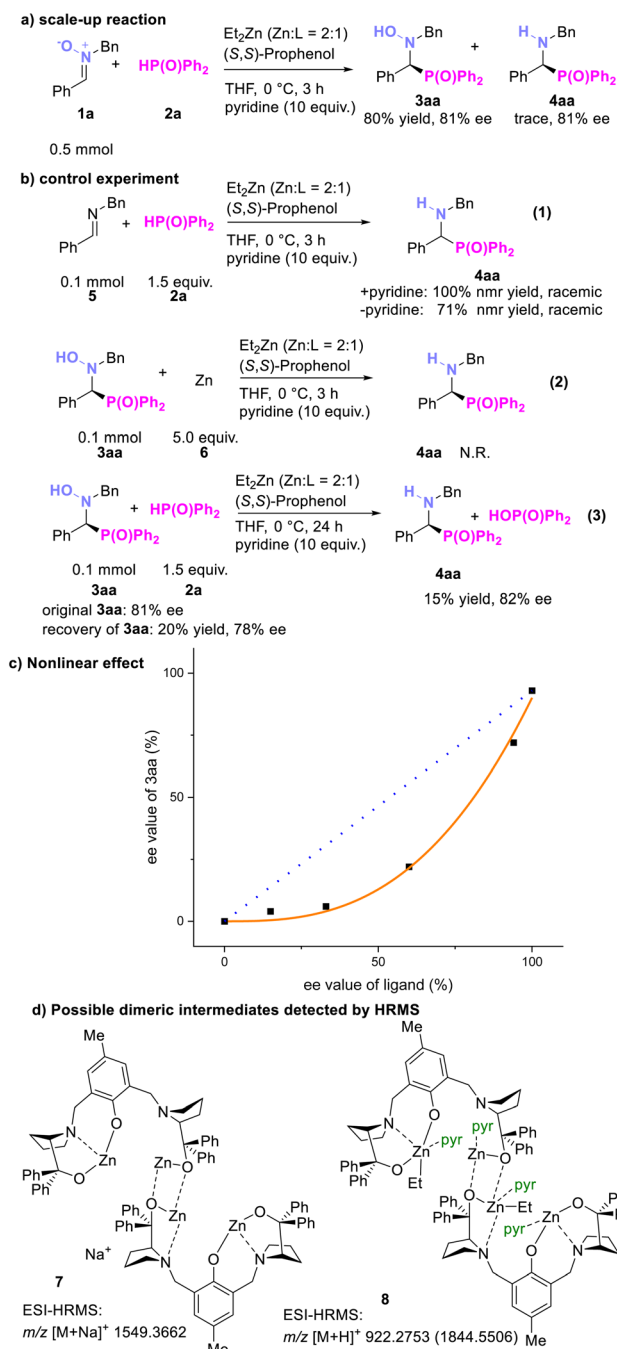 a) scale-up reaction
-O N+ Bn
Ph
+
HP(O)Ph2
1a
2a
0.5 mmol
Et2Zn (Zn:L = 2:1)
(S,S)-Prophenol
THF, 0 °C, 3 h
pyridine (10 equiv.)
HO N Bn
Ph P(O)Ph2
3aa
80% yield, 81% ee
+
H N Bn
Ph P(O)Ph2
4aa
trace, 81% ee
b) control experiment
N Bn
Ph
+
HP(O)Ph2
0.1 mmol 1.5 equiv.
5 2a
Et2Zn (Zn:L = 2:1)
(S,S)-Prophenol
THF, 0 °C, 3 h
pyridine (10 equiv.)
H N Bn
Ph P(O)Ph2
4aa
(1)
+pyridine: 100% nmr yield, racemic
-pyridine: 71% nmr yield, racemic
HO N Bn
Ph P(O)Ph2
+
Zn
0.1 mmol 5.0 equiv.
3aa 6
Et2Zn (Zn:L = 2:1)
(S,S)-Prophenol
THF, 0 °C, 3 h
pyridine (10 equiv.)
H N Bn
Ph P(O)Ph2
(2)
4aa N.R.
HO N Bn
Ph P(O)Ph2
+
HP(O)Ph2
0.1 mmol 1.5 equiv.
3aa 2a
original 3aa: 81% ee
recovery of 3aa: 20% yield, 78% ee
Et2Zn (Zn:L = 2:1)
(S,S)-Prophenol
THF, 0 °C, 24 h
pyridine (10 equiv.)
H N Bn
Ph P(O)Ph2
+
HOP(O)Ph2
(3)
4aa
15% yield, 82% ee
c) Nonlinear effect
ee value of 3aa (%)
100
50
0
0 50 100
ee value of ligand (%)
d) Possible dimeric intermediates detected by HRMS
Me
N
O
N
Zn
O
Ph Ph
Zn
O
Ph
Ph
O
Zn
Ph Ph
N
O
Zn
O
Ph
Ph
N
Na+
Me
7
ESI-HRMS:
m/z [M+Na]+ 1549.3662
Me
N
O
N
pyr
pyr
Zn
Et
O
Ph Ph
Zn
O
Ph
Ph
pyr
O
Zn
Et
Ph Ph
pyr
N
O
Zn
O
Ph
Ph
N
Me
8
ESI-HRMS:
m/z [M+H]+ 922.2753 (1844.5506)